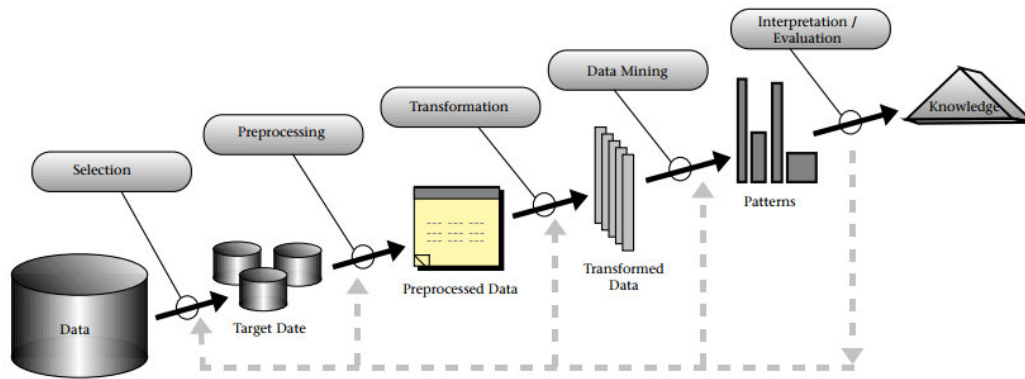 Interpretation /
Evaluation
Data Mining
Transformation
Preprocessing
Selection
Data
Target Date
Preprocessed Data
Transformed
Data
Patterns
Knowledge